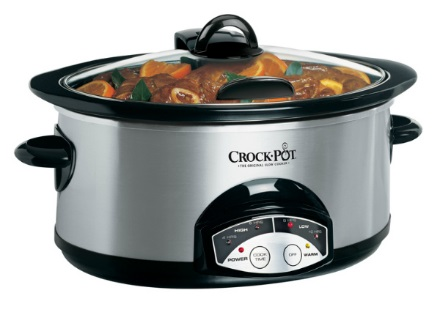 CROCK·POT
THE ORIGINAL SLOW COOKER
HIGH
LOW
POWER
COOK
TIME
OFF
WARM